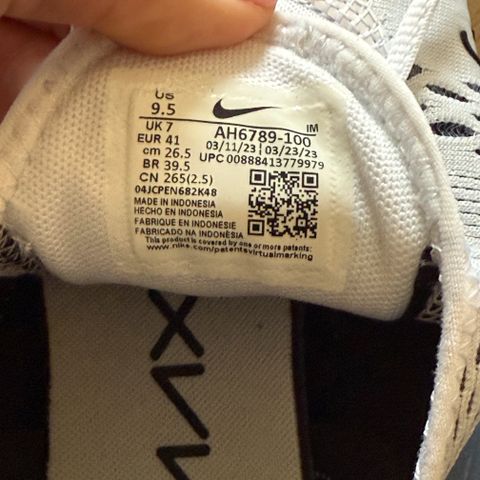 US
9.5
UK 7
EUR 41
cm 26.5
BR 39.5
CN 265(2.5)
04JCPEN682K48
IM
AH6789-100
03/11/23 03/23/23
UPC 00888413779979
MADE IN INDONESIA
HECHO EN INDONESIA
FABRIQUE EN INDONESIE
FABRICADO NA INDONÉSIA
This product is covered by one or more patents:
www.nike.com/patentsvirtualmarking